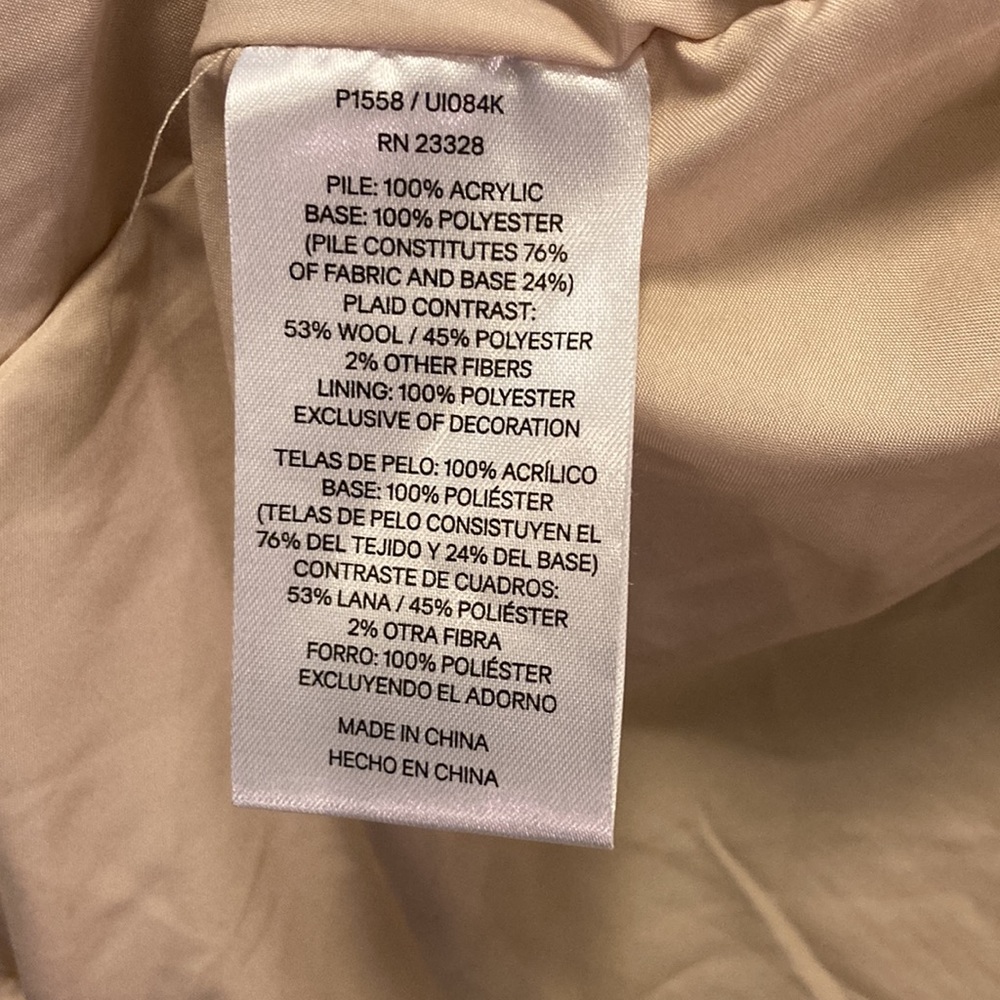 P1558 / UI084K
RN 23328
PILE: 100% ACRYLIC
BASE: 100% POLYESTER
(PILE CONSTITUTES 76%
OF FABRIC AND BASE 24%)
PLAID CONTRAST:
53% WOOL / 45% POLYESTER
2% OTHER FIBERS
LINING: 100% POLYESTER
EXCLUSIVE OF DECORATION
TELAS DE PELO: 100% ACRÍLICO
BASE: 100% POLIÉSTER
(TELAS DE PELO CONSISTUYEN EL
76% DEL TEJIDO Y 24% DEL BASE)
CONTRASTE DE CUADROS:
53% LANA / 45% POLIÉSTER
2% OTRA FIBRA
FORRO: 100% POLIÉSTER
EXCLUYENDO EL ADORNO
MADE IN CHINA
HECHO EN CHINA